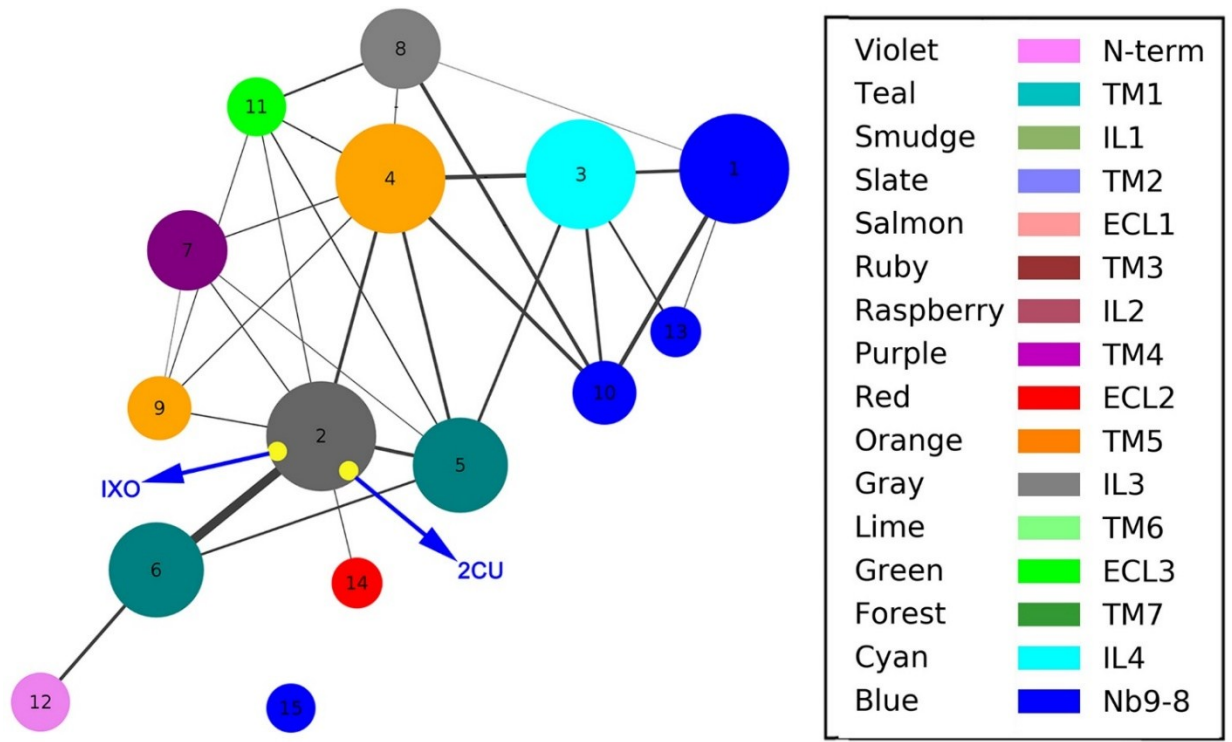 8
11
4
3
1
7
13
10
9
2
5
IXO
2CU
6
14
12
15
Violet N-term
Teal TM1
Smudge IL1
Slate TM2
Salmon ECL1
Ruby TM3
Raspberry IL2
Purple TM4
Red ECL2
Orange TM5
Gray IL3
Lime TM6
Green ECL3
Forest TM7
Cyan IL4
Blue Nb9-8